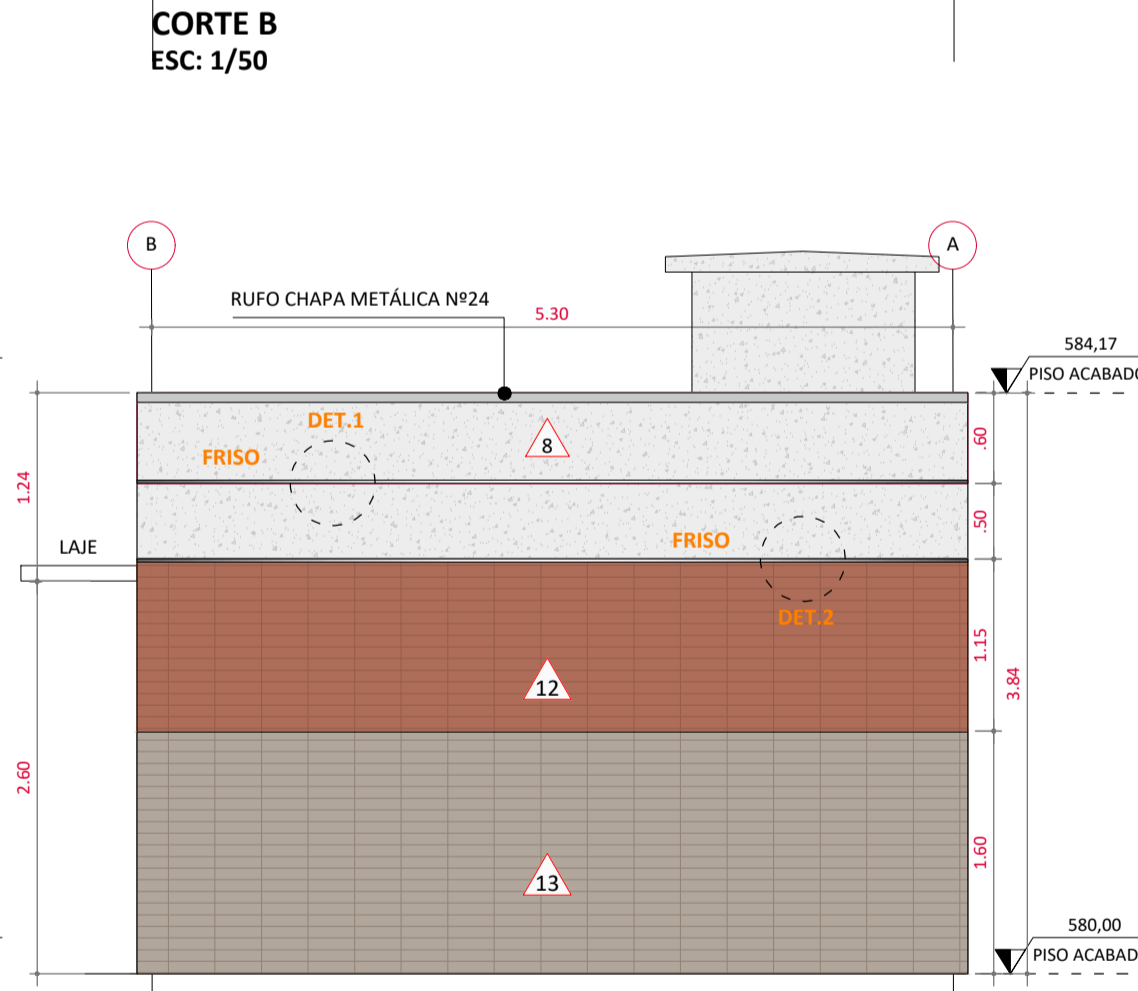 CORTE B
ESC: 1/50
B
A
RUFO CHAPA METÁLICA Nº24
5.30
584,17
PISO ACABADO
DET.1
FRISO
8
.60
1.24
.50
FRISO
LAJE
DET.2
1.15
12
3.84
2.60
1.60
13
580,00
PISO ACABAD